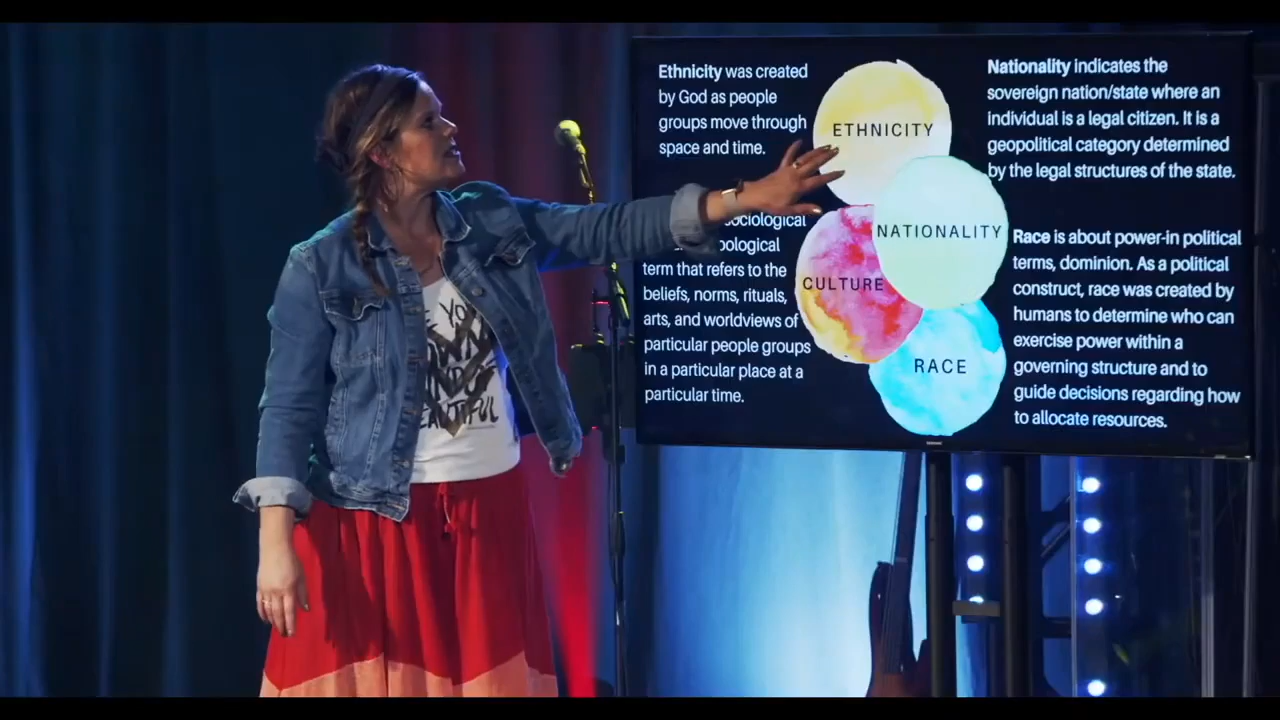 Ethnicity was created
by God as people
groups move through
space and time.
sociological
term that refers to the
beliefs, norms, rituals,
arts, and worldviews of
particular people groups
in a particular place at a
particular time.
ETHNICITY
NATIONALITY
CULTURE
RACE
Nationality indicates the
sovereign nation/state where an
individual is a legal citizen. It is a
geopolitical category determined
by the legal structures of the state.
Race is about power-in political
terms, dominion. As a political
construct, race was created by
humans to determine who can
exercise power within a
governing structure and to
guide decisions regarding how
to allocate resources.